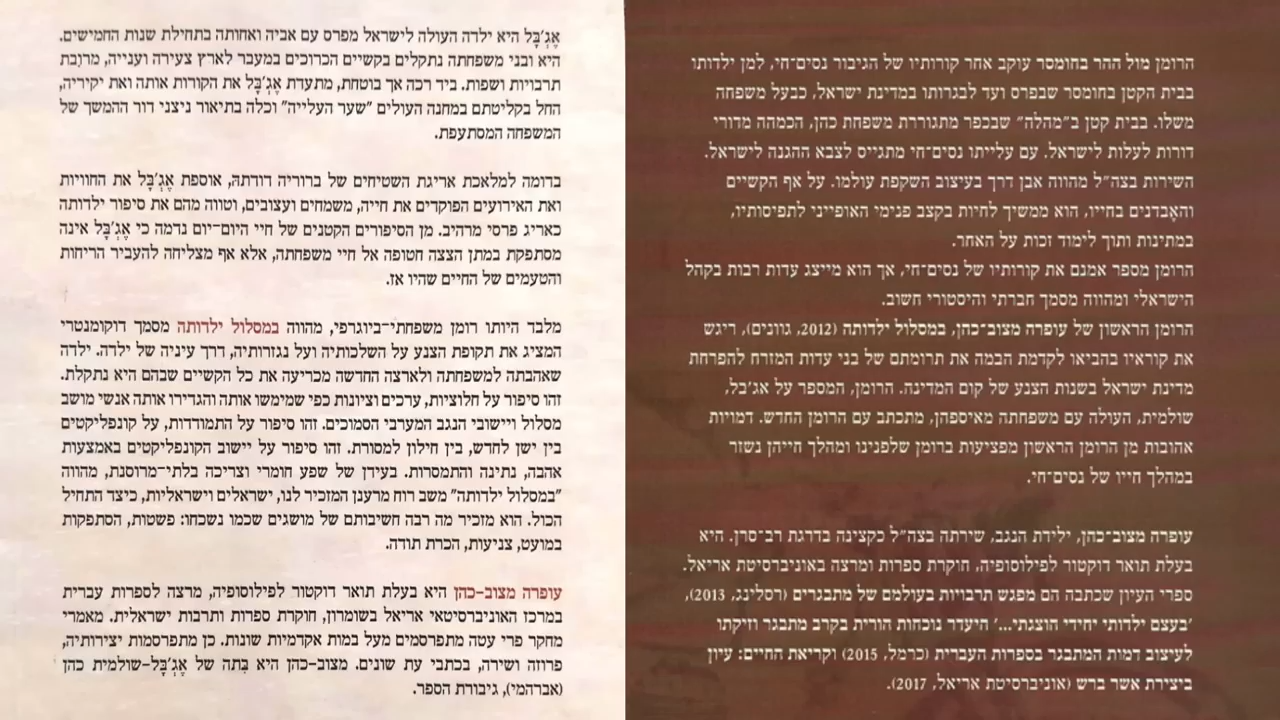 הרומן מול ההר בחומסר עוקב אחר קורותיו של הגיבור נסים־חי, למן ילדותו
בבית הקטן בחומסר שבפרס ועד לבגרותו במדינת ישראל, כבעל משפחה
משלו. בבית קטן ב״מהלה״ שבכפר מתגוררת משפחת כהן, הכמהה מדורי
דורות לעלות לישראל. עם עלייתו נסים־חי מתגייס לצבא ההגנה לישראל.
השירות בצה״ל מהווה אבן דרך בעיצוב השקפת עולמו. על אף הקשיים
והאָבדנים בחייו, הוא ממשיך לחיות בקצב פנימי האופייני לתפיסותיו,
במתינות ותוך לימוד זכות על האחר.
הרומן מספר אמנם את קורותיו של נסים־חי, אך הוא מייצג עדות רבות בקהל
הישראלי ומהווה מסמך חברתי והיסטורי חשוב.
הרומן הראשון של עופרה מצוב־כהן, במסלול ילדותה (2012, גוונים), ריגש
את קוראיו בהביאו לקדמת הבמה את תרומתם של בני עדות המזרח להפרחת
מדינת ישראל בשנות הצנע של קום המדינה. הרומן, המספר על אג׳בל,
שולמית, העולה עם משפחתה מאיספהן, מתכתב עם הרומן החדש. דמויות
אהובות מן הרומן הראשון מפציעות ברומן שלפנינו ומהלך חייהן נשזר
במהלך חייו של נסים־חי.
עופרה מצוב־כהן, ילידת הנגב, שירתה בצה״ל כקצינה בדרגת רב־סרן. היא
בעלת תואר דוקטור לפילוסופיה, חוקרת ספרות ומרצה באוניברסיטת אריאל.
ספרי העיון שכתבה הם מפגש תרבויות בעולמם של מתבגרים (רסלינג, 2013),
׳בעצם ילדותי יחידי הוצגתי...׳ היעדר נוכחות הורית בקרב מתבגר וזיקתו
לעיצוב דמות המתבגר בספרות העברית (כרמל, 2015) וקריאת החיים: עיון
ביצירת אשר ברש (אוניברסיטת אריאל, 2017).
אֶגְ׳בָּל היא ילדה העולה לישראל מפרס עם אביה ואחותה בתחילת שנות החמישים.
היא ובני משפחתה נתקלים בקשיים הכרוכים במעבר לארץ צעירה וענייה, מרוּבת
תרבויות ושפות. ביד רכה אך בוטחת, מתעדת אֶגְ׳בָּל את הקורות אותה ואת יקיריה,
החל בקליטתם במחנה העולים ״שער העלייה״ וכלה בתיאור ניצני דור ההמשך של
המשפחה המסתעפת.
בדומה למלאכת אריגת השטיחים של ברוריה דודתהּ, אוספת אֶגְ׳בָּל את החוויות
ואת האירועים הפוקדים את חייה, משמחים ועצובים, וטווה מהם את סיפור ילדותה
כאריג פרסי מרהיב. מן הסיפורים הקטנים של חיי היום–יום נדמה כי אֶגְ׳בָּל אינה
מסתפקת במתן הצצה חטופה אל חיי משפחתה, אלא אף מצליחה להעביר הריחות
והטעמים של החיים שהיו אז.
מלבד היותו רומן משפחתי–ביוגרפי, מהווה במסלול ילדותה מסמך דוקומנטרי
המציג את תקופת הצנע על השלכותיה ועל נגזרותיה, דרך עיניה של ילדה. ילדה
שאהבתה למשפחתה ולארצה החדשה מכריעה את כל הקשיים שבהם היא נתקלת.
זהו סיפור על חלוציות, ערכים וציונות כפי שמימשו אותה והגדירו אותה אנשי מושב
מסלול ויישובי הנגב המערבי הסמוכים. זהו סיפור על התמודדות, על קונפליקטים
בין ישן לחדש, בין חילון למסורת. זהו סיפור על יישוב הקונפליקטים באמצעות
אהבה, נתינה והתמסרות. בעידן של שפע חומרי וצריכה בלתי–מרוסנת, מהווה
״במסלול ילדותה״ משב רוח מרענן המזכיר לנו, ישראלים וישראליות, כיצד התחיל
הכול. הוא מזכיר מה רבה חשיבותם של מושגים שכמו נשכחו: פשטות, הסתפקות
במועט, צניעות, הכרת תודה.
עופרה מצוב–כהן היא בעלת תואר דוקטור לפילוסופיה, מרצה לספרות עברית
במרכז האוניברסיטאי אריאל בשומרון, חוקרת ספרות ותרבות ישראלית. מאמרי
מחקר פרי עטה מתפרסמים מעל במות אקדמיות שונות. כן מתפרסמות יצירותיה,
פרוזה ושירה, בכתבי עת שונים. מצוב–כהן היא בִּתה של אֶגְ׳בָּל–שולמית כהן
(אברהמי), גיבורת הספר.